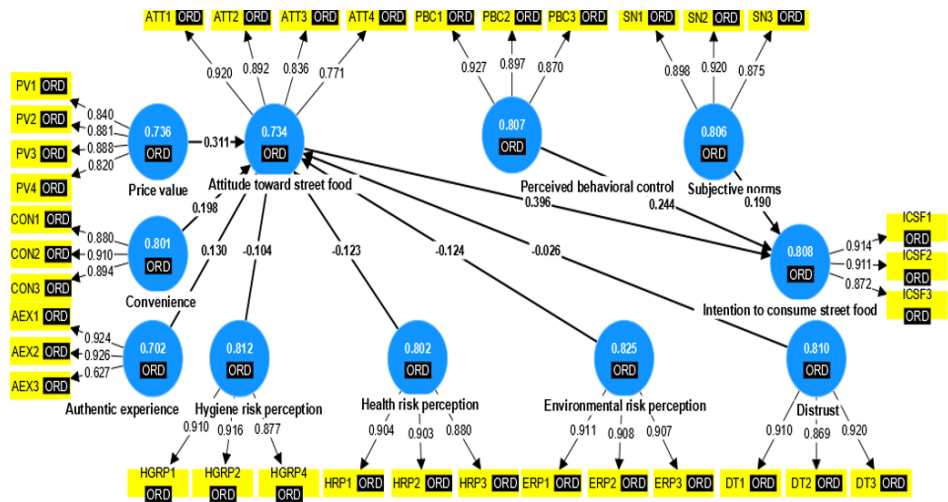 ATT1 ORD ATT2 ORD ATT3 ORD ATT4 ORD PBC1 ORD PBC2 ORD PBC3 ORD SN1 ORD SN2 ORD SN3 ORD
0.920 0.892 0.836 0.771 0.927 0.897 0.870 0.898 0.920 0.875
PV1 ORD
PV2 ORD
PV3 ORD
PV4 ORD
0.840
0.881
0.888
0.820
0.736
ORD
Price value
0.311
0.734
ORD
Attitude toward street food
0.807
ORD
Perceived behavioral control
0.806
ORD
Subjective norms
0.396
0.244
0.190
CON1 ORD
CON2 ORD
CON3 ORD
0.880
0.910
0.894
0.801
ORD
Convenience
0.198
0.130
-0.104
-0.123
-0.124
-0.026
0.808
ORD
Intention to consume street food
0.914
0.911
0.872
ICSF1
ORD
ICSF2
ORD
ICSF3
ORD
AEX1 ORD
AEX2 ORD
AEX3 ORD
0.924
0.926
0.627
0.702
ORD
Authentic experience
0.812
ORD
Hygiene risk perception
0.802
ORD
Health risk perception
0.825
ORD
Environmental risk perception
0.810
ORD
Distrust
0.910 0.916 0.877 0.904 0.903 0.880 0.911 0.908 0.907 0.910 0.869 0.920
HGRP1
ORD
HGRP2
ORD
HGRP4
ORD
HRP1 ORD HRP2 ORD HRP3 ORD ERP1 ORD ERP2 ORD ERP3 ORD DT1 ORD DT2 ORD DT3 ORD